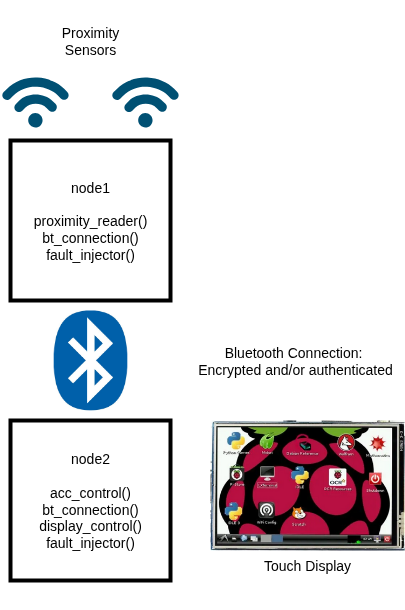 Proximity
Sensors
node1
proximity_reader()
bt_connection()
fault_injector()
Bluetooth Connection:
Encrypted and/or authenticated
node2
acc_control()
bt_connection()
display_control()
fault_injector()
Scratch
Touch Display